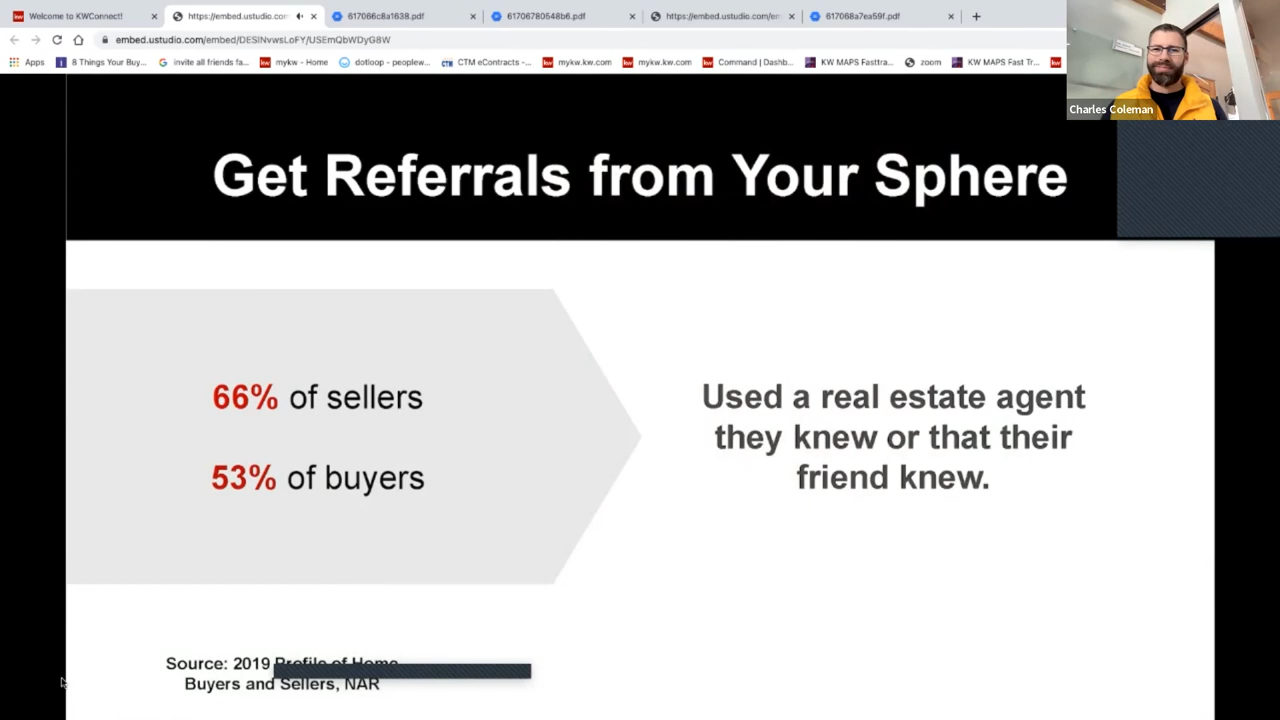 Welcome to KWConnect!
https://embed.ustudio.com
617066c8a1638.pdf
61706780548b6.pdf
https://embed.ustudio.com/em
617068a7ea59f.pdf
embed.ustudio.com/embed/DESlNvwsLoFY/USEmQbWDyG8W
Apps
8 Things Your Buy...
invite all friends fa...
mykw - Home
dotloop - peoplew...
CTM eContracts -...
mykw.kw.com
mykw.kw.com
Command | Dashb...
KW MAPS Fasttra...
zoom
KW MAPS Fast Tr...
Charles Coleman
Get Referrals from Your Sphere
66% of sellers
53% of buyers
Used a real estate agent
they knew or that their
friend knew.
Source: 2019 Profile of Home
Buyers and Sellers, NAR